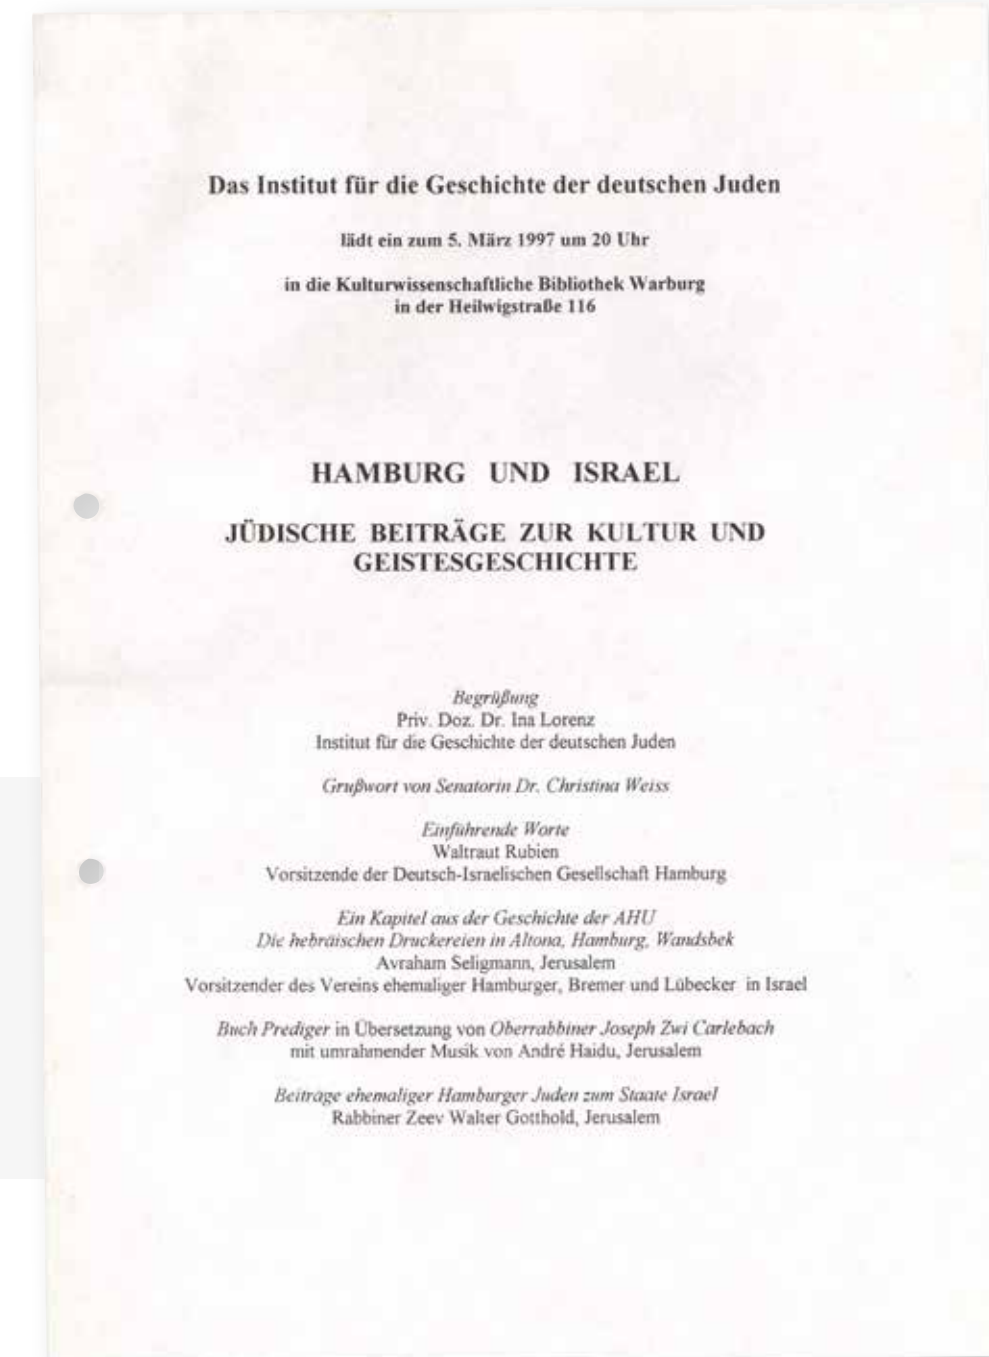 Das Institut für die Geschichte der deutschen Juden
lädt ein zum 5. März 1997 um 20 Uhr
in die Kulturwissenschaftliche Bibliothek Warburg
in der Heilwigstraße 116
HAMBURG UND ISRAEL
JÜDISCHE BEITRÄGE ZUR KULTUR UND
GEISTESGESCHICHTE
Begrüßung
Priv. Doz. Dr. Ina Lorenz
Institut für die Geschichte der deutschen Juden
Grußwort von Senatorin Dr. Christina Weiss
Einführende Worte
Waltraut Rubien
Vorsitzende der Deutsch-Israelischen Gesellschaft Hamburg
Ein Kapitel aus der Geschichte der AHU
Die hebräischen Druckereien in Altona, Hamburg, Wandsbek
Avraham Seligmann, Jerusalem
Vorsitzender des Vereins ehemaliger Hamburger, Bremer und Lübecker in Israel
Buch Prediger in Übersetzung von Oberrabbiner Joseph Zwi Carlebach
mit umrahmender Musik von André Haidu, Jerusalem
Beiträge ehemaliger Hamburger Juden zum Staate Israel
Rabbiner Zeev Walter Gotthold, Jerusalem